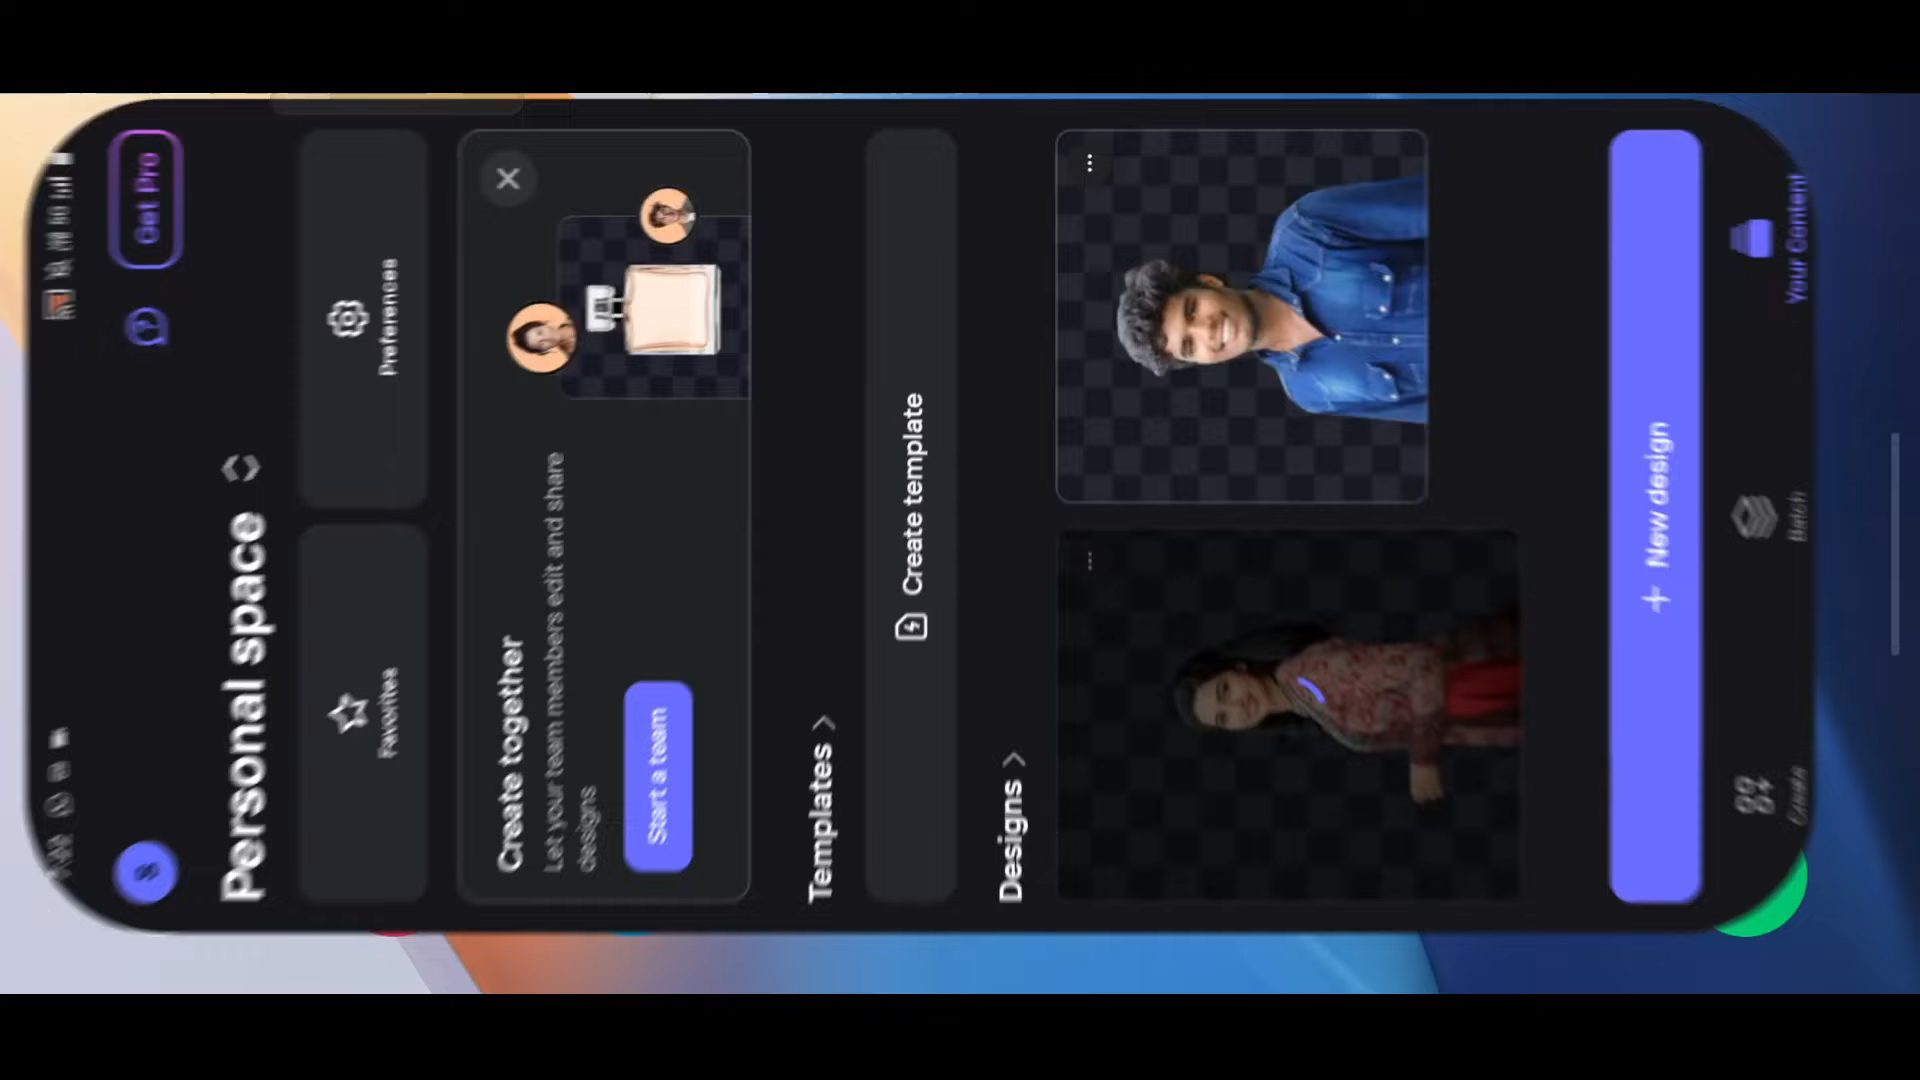 Get Pro
Personal space
Favorites
Preferences
Create together
Let your team members edit and share
designs
Start a team
Templates
Create template
Designs
+ New design
Create
Batch
Your Content